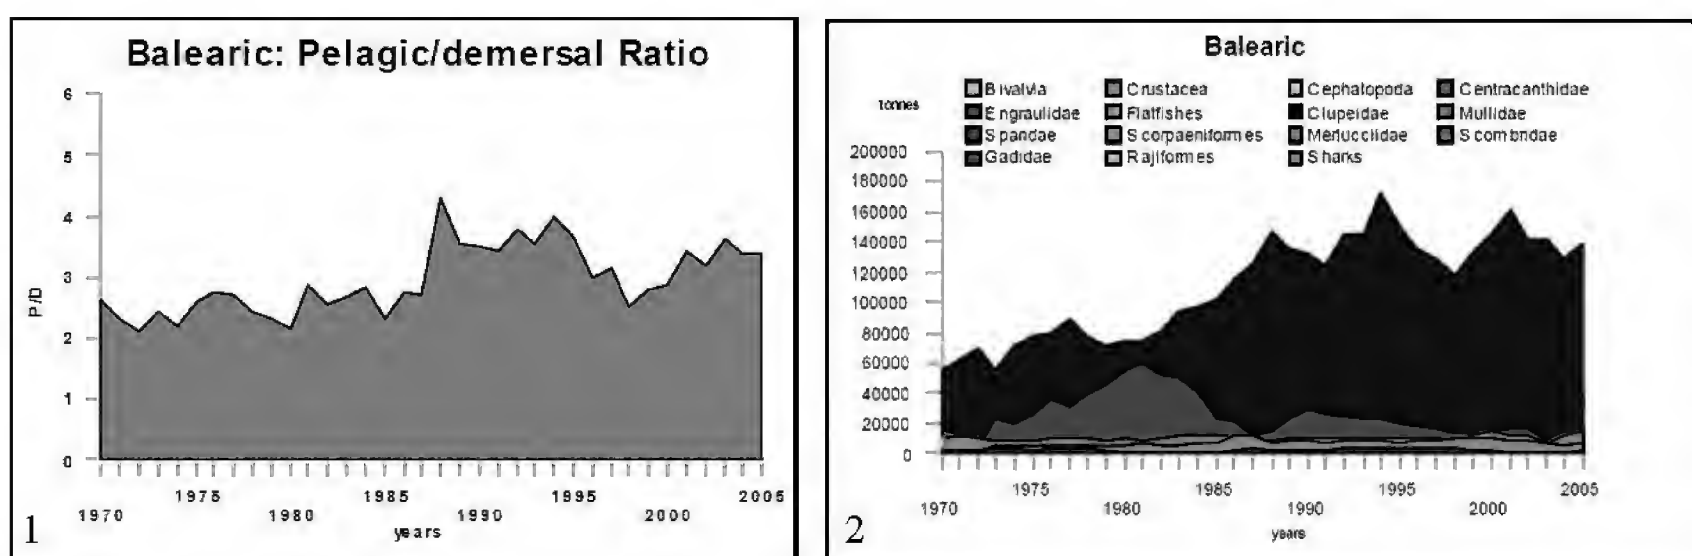 Balearic: Pelagic/demersal Ratio
6
5
4
3
2
1
0
P/D
1975 1985 1995 2005
1970 1980 1990 2000
years
1
Balearic
tonnes
Bivalvia Crustacea Cephalopoda Centracanthidae
Engraulidae Flatfishes Clupeidae Mullidae
Sparidae Scorpaeniformes Merlucciidae Scombridae
Gadidae Rajiformes Sharks
200000
180000
160000
140000
120000
100000
80000
60000
40000
20000
0
1975 1985 1995 2005
1970 1980 1990 2000
years
2